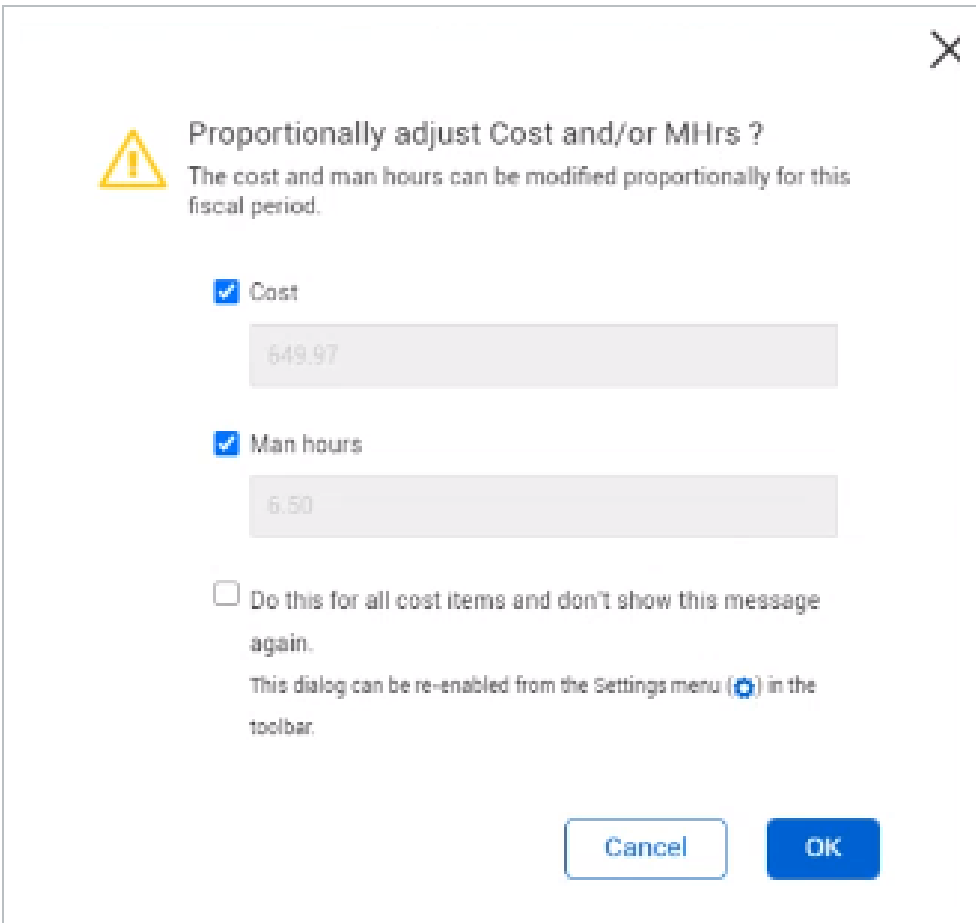 Proportionally adjust Cost and/or MHrs ?
The cost and man hours can be modified proportionally for this
fiscal period.
Cost
649.97
Man hours
6.50
Do this for all cost items and don't show this message
again.
This dialog can be re-enabled from the Settings menu () in the
toolbar.
Cancel
OK